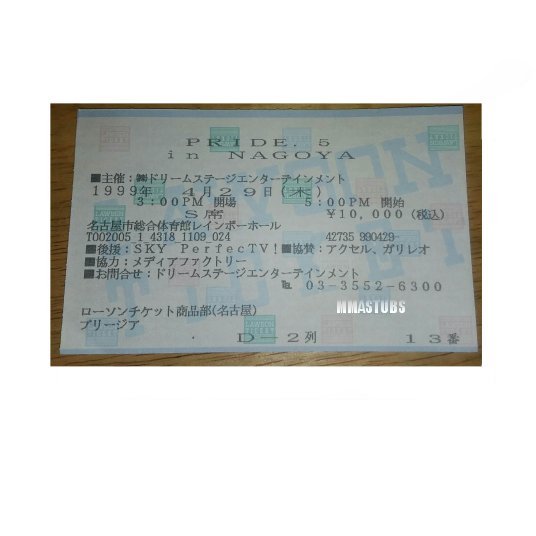 PRIDE. 5
in NAGOYA
■主催：㈱ドリームステージエンターテインメント
1999年 4月29日(木)
3:00PM 開場 5:00PM 開始
S席 ￥10,000(税込)
名古屋市総合体育館レインボーホール
T002005 1 4318 1109 024 42735 990429-
■後援：SKY PerfecTV!■協賛：アクセル、ガリレオ
■協力：メディアファクトリー
■お問合せ：ドリームステージエンターテインメント
℡ 03-3552-6300
MMASTUBS
ローソンチケット商品部(名古屋)
ブリージア
D-2列 13番
LAWSON TICKET